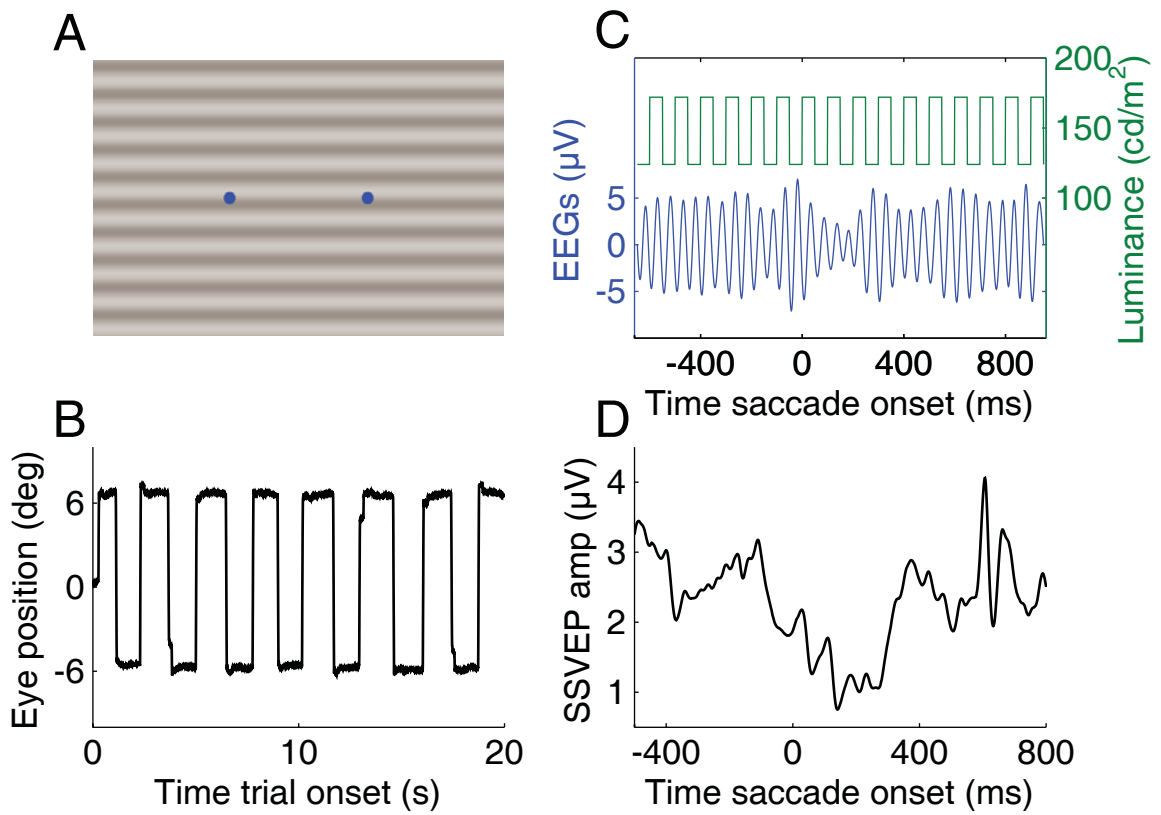 A
B
Eye position (deg)
6
0
-6
0 10 20
Time trial onset (s)
C
EEGs (µV)
5
0
-5
200
150
100
Luminance (cd/m²)
-400 0 400 800
Time saccade onset (ms)
D
SSVEP amp (µV)
4
3
2
1
-400 0 400 800
Time saccade onset (ms)